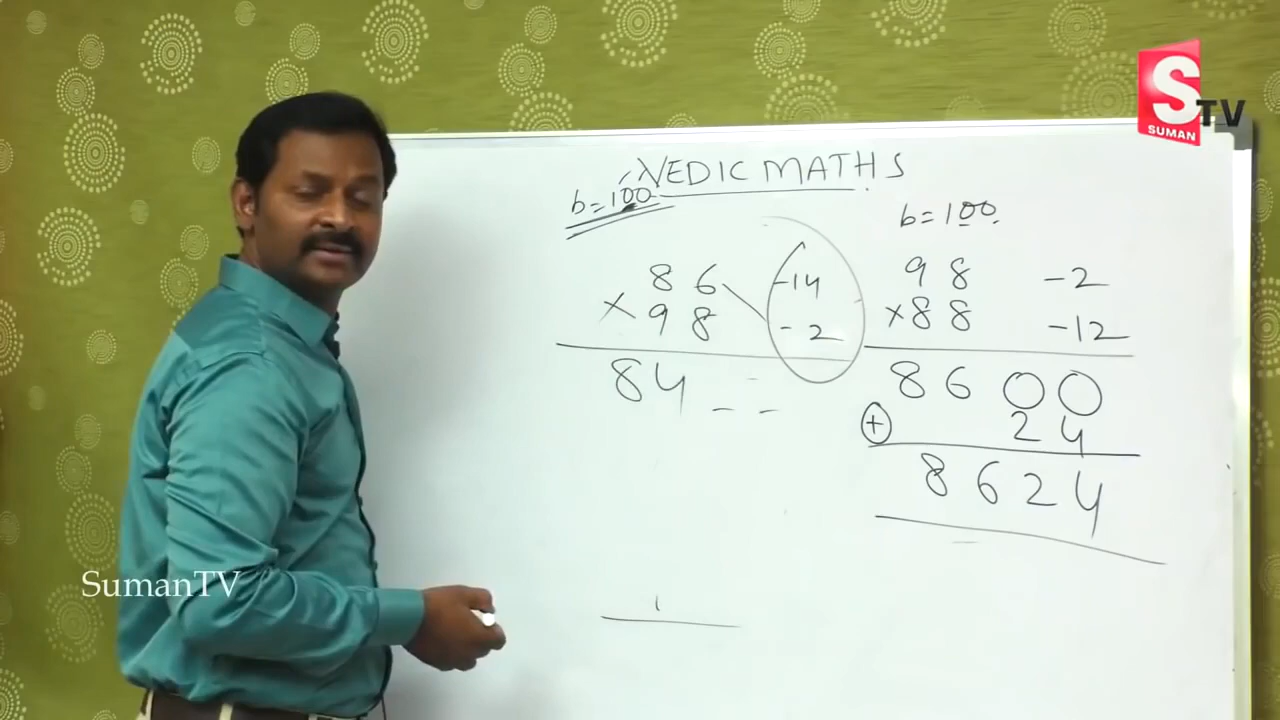 VEDIC MATHS
b=100
86 -14
×98 -2
84 _ _
b=100.
98 -2
×88 -12
8600
+ 24
8624
S TV
SUMAN
SumanTV